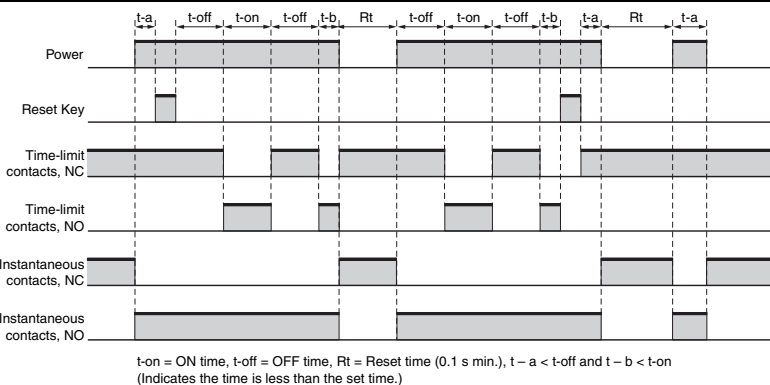 t-a t-off t-on t-off t-b Rt t-off t-on t-off t-b t-a Rt t-a
Power
Reset Key
Time-limit
contacts, NC
Time-limit
contacts, NO
Instantaneous
contacts, NC
Instantaneous
contacts, NO
t-on = ON time, t-off = OFF time, Rt = Reset time (0.1 s min.), t – a < t-off and t – b < t-on
(Indicates the time is less than the set time.)